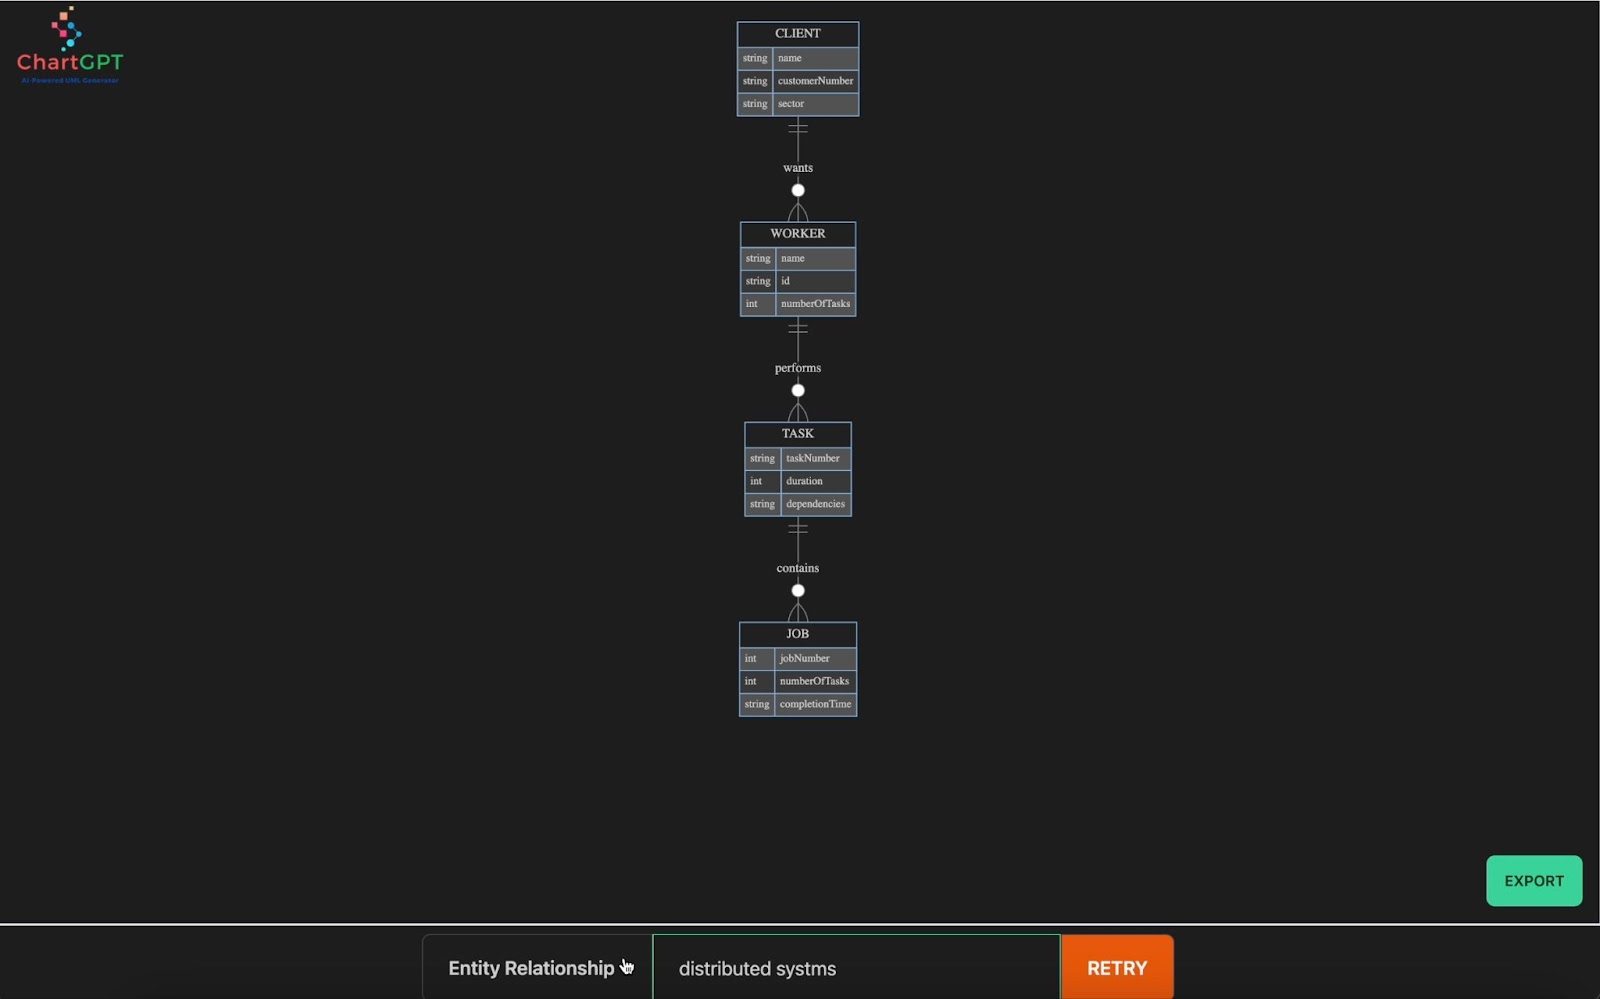 ChartGPT
AI-Powered UML Generator
CLIENT
string name
string customerNumber
string sector
wants
WORKER
string name
string id
int numberOfTasks
performs
TASK
string taskNumber
int duration
string dependencies
contains
JOB
int jobNumber
int numberOfTasks
string completionTime
EXPORT
Entity Relationship
distributed systms
RETRY